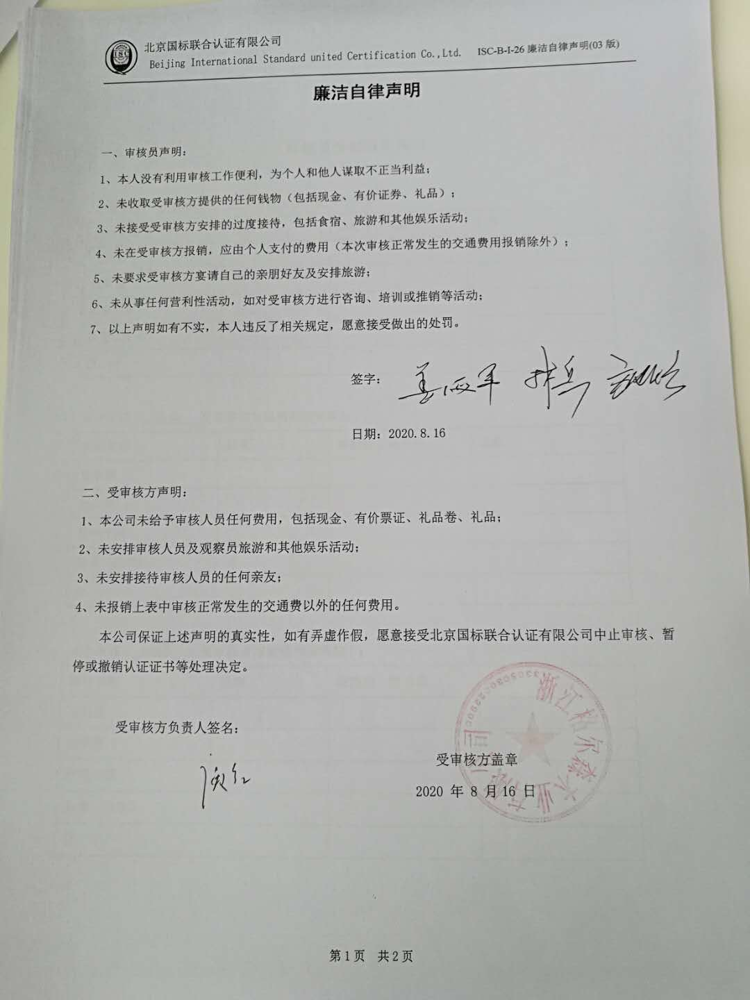 北京国标联合认证有限公司
Beijing International Standard united Certification Co.,Ltd. ISC-B-I-26 廉洁自律声明(03 版)
ISC
廉洁自律声明
一、审核员声明：
1、本人没有利用审核工作便利，为个人和他人谋取不正当利益；
2、未收取受审核方提供的任何钱物（包括现金、有价证券、礼品）；
3、未接受受审核方安排的过度接待，包括食宿、旅游和其他娱乐活动；
4、未在受审核方报销，应由个人支付的费用（本次审核正常发生的交通费用报销除外）；
5、未要求受审核方宴请自己的亲朋好友及安排旅游；
6、未从事任何营利性活动，如对受审核方进行咨询、培训或推销等活动；
7、以上声明如有不实，本人违反了相关规定，愿意接受做出的处罚。
签字：
日期：2020.8.16
二、受审核方声明：
1、本公司未给予审核人员任何费用，包括现金、有价票证、礼品卷、礼品；
2、未安排审核人员及观察员旅游和其他娱乐活动；
3、未安排接待审核人员的任何亲友；
4、未报销上表中审核正常发生的交通费以外的任何费用。
本公司保证上述声明的真实性，如有弄虚作假，愿意接受北京国标联合认证有限公司中止审核、暂
停或撤销认证证书等处理决定。
浙江格尔森木业有限公司
受审核方负责人签名：
受审核方盖章
2020 年 8 月 16 日
第 1 页 共 2 页